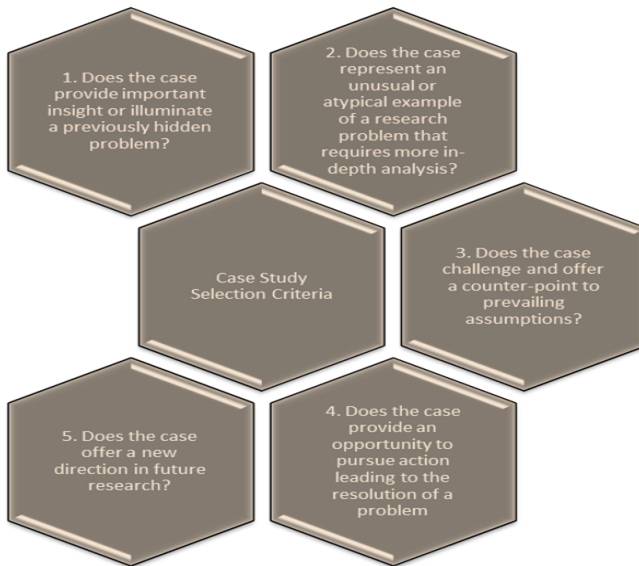 1. Does the case
provide important
insight or illuminate
a previously hidden
problem?
2. Does the case
represent an
unusual or
atypical example
of a research
problem that
requires more in-
depth analysis?
Case Study
Selection Criteria
3. Does the case
challenge and offer
a counter-point to
prevailing
assumptions?
5. Does the case
offer a new
direction in future
research?
4. Does the case
provide an
opportunity to
pursue action
leading to the
resolution of a
problem